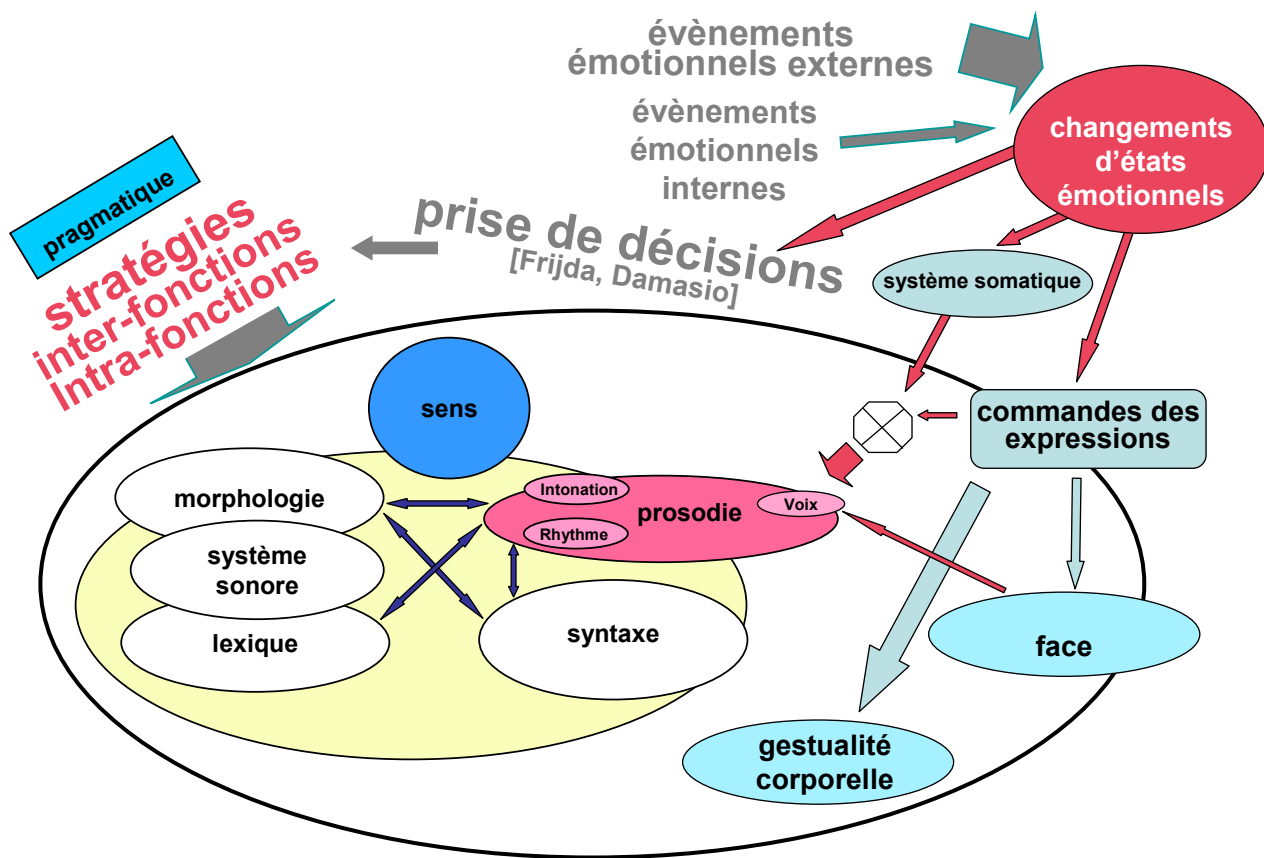 évènements
émotionnels externes
évènements
émotionnels
internes
changements
d'états
émotionnels
pragmatique
stratégies
inter-fonctions
Intra-fonctions
prise de décisions
[Frijda, Damasio]
système somatique
sens
commandes des
expressions
morphologie
Intonation
prosodie
Voix
Rhythme
système
sonore
lexique
syntaxe
face
gestualité
corporelle